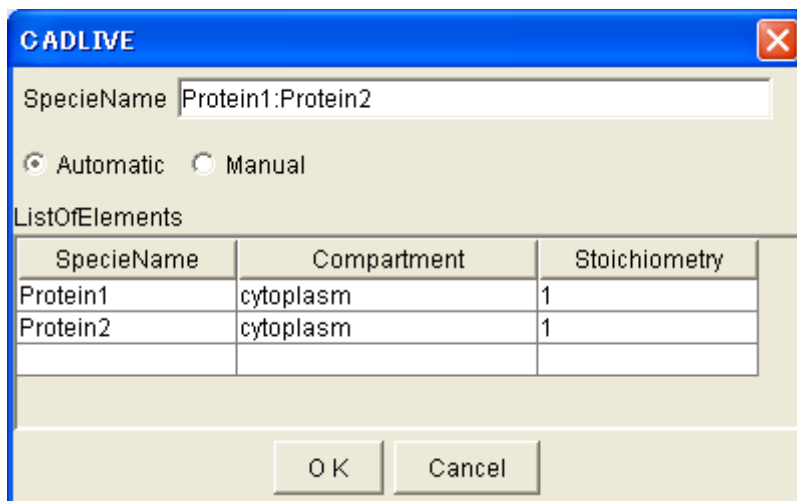 CADLIVE
SpecieName Protein1:Protein2
Automatic Manual
ListOfElements
SpecieName Compartment Stoichiometry
Protein1 cytoplasm 1
Protein2 cytoplasm 1
OK Cancel